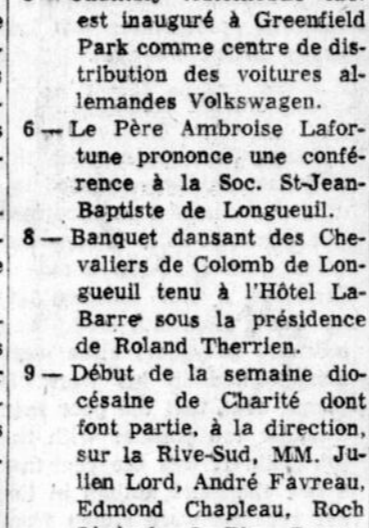 est inauguré à Greenfield
Park comme centre de dis-
tribution des voitures al-
lemandes Volkswagen.
6 — Le Père Ambroise Lafor-
tune prononce une confé-
rence à la Soc. St-Jean-
Baptiste de Longueuil.
8 — Banquet dansant des Che-
valiers de Colomb de Lon-
gueuil tenu à l'Hôtel La-
Barre sous la présidence
de Roland Therrien.
9 — Début de la semaine dio-
césaine de Charité dont
font partie, à la direction,
sur la Rive-Sud, MM. Ju-
lien Lord, André Favreau,
Edmond Chapleau, Roch